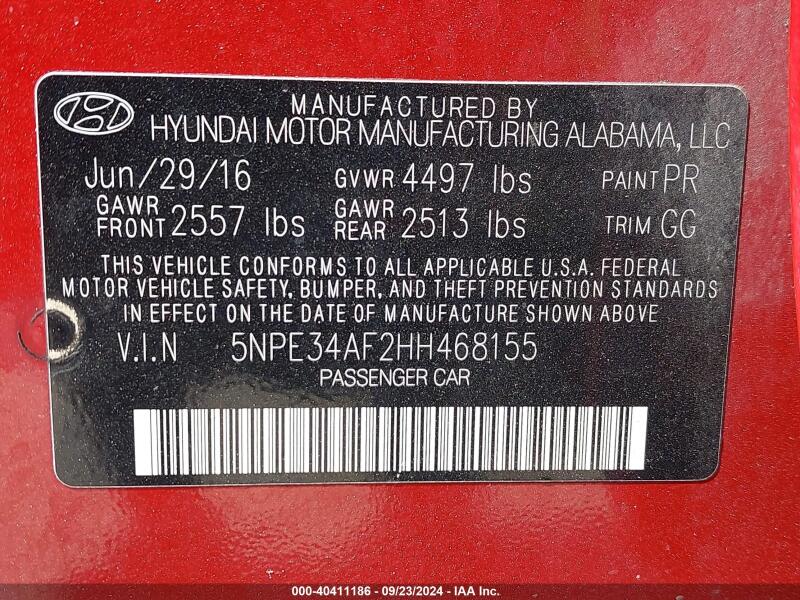 MANUFACTURED BY
HYUNDAI MOTOR MANUFACTURING ALABAMA, LLC
Jun/29/16 GVWR 4497 lbs PAINT PR
GAWR FRONT 2557 lbs GAWR REAR 2513 lbs TRIM GG
THIS VEHICLE CONFORMS TO ALL APPLICABLE U.S.A. FEDERAL
MOTOR VEHICLE SAFETY, BUMPER, AND THEFT PREVENTION STANDARDS
IN EFFECT ON THE DATE OF MANUFACTURE SHOWN ABOVE
V.I.N 5NPE34AF2HH468155
PASSENGER CAR
000-40411186 - 09/23/2024 - IAA Inc.